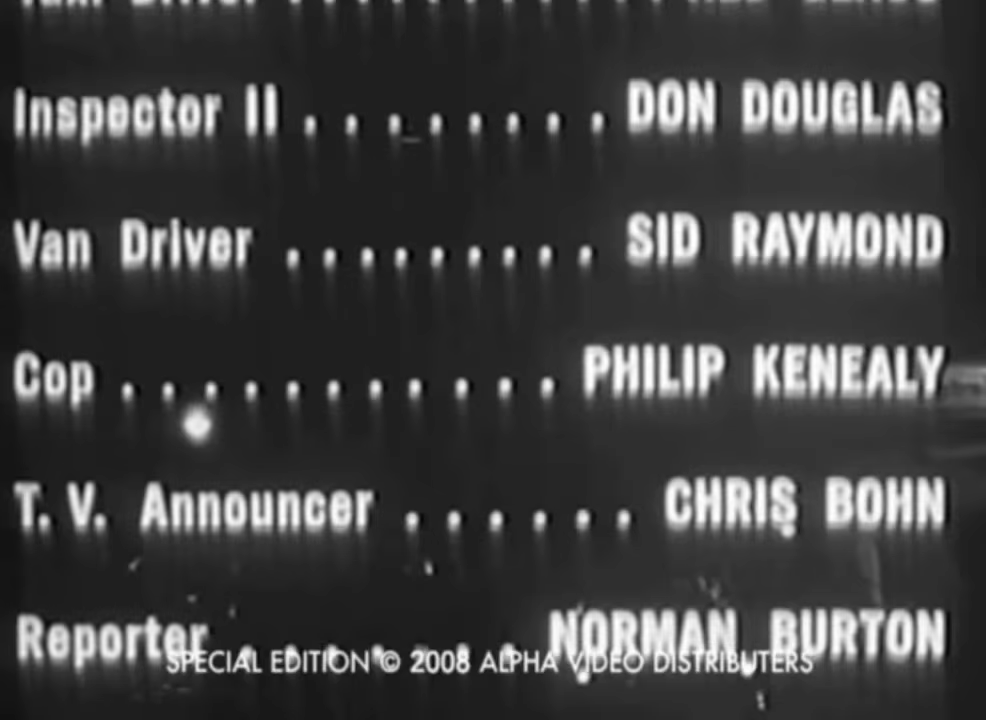 Inspector II . . . . . . . . DON DOUGLAS
Van Driver . . . . . . . . . SID RAYMOND
Cop . . . . . . . . . . . PHILIP KENEALY
T. V. Announcer . . . . . . CHRIS BOHN
Reporter . . . . . NORMAN BURTON
SPECIAL EDITION © 2008 ALPHA VIDEO DISTRIBUTERS